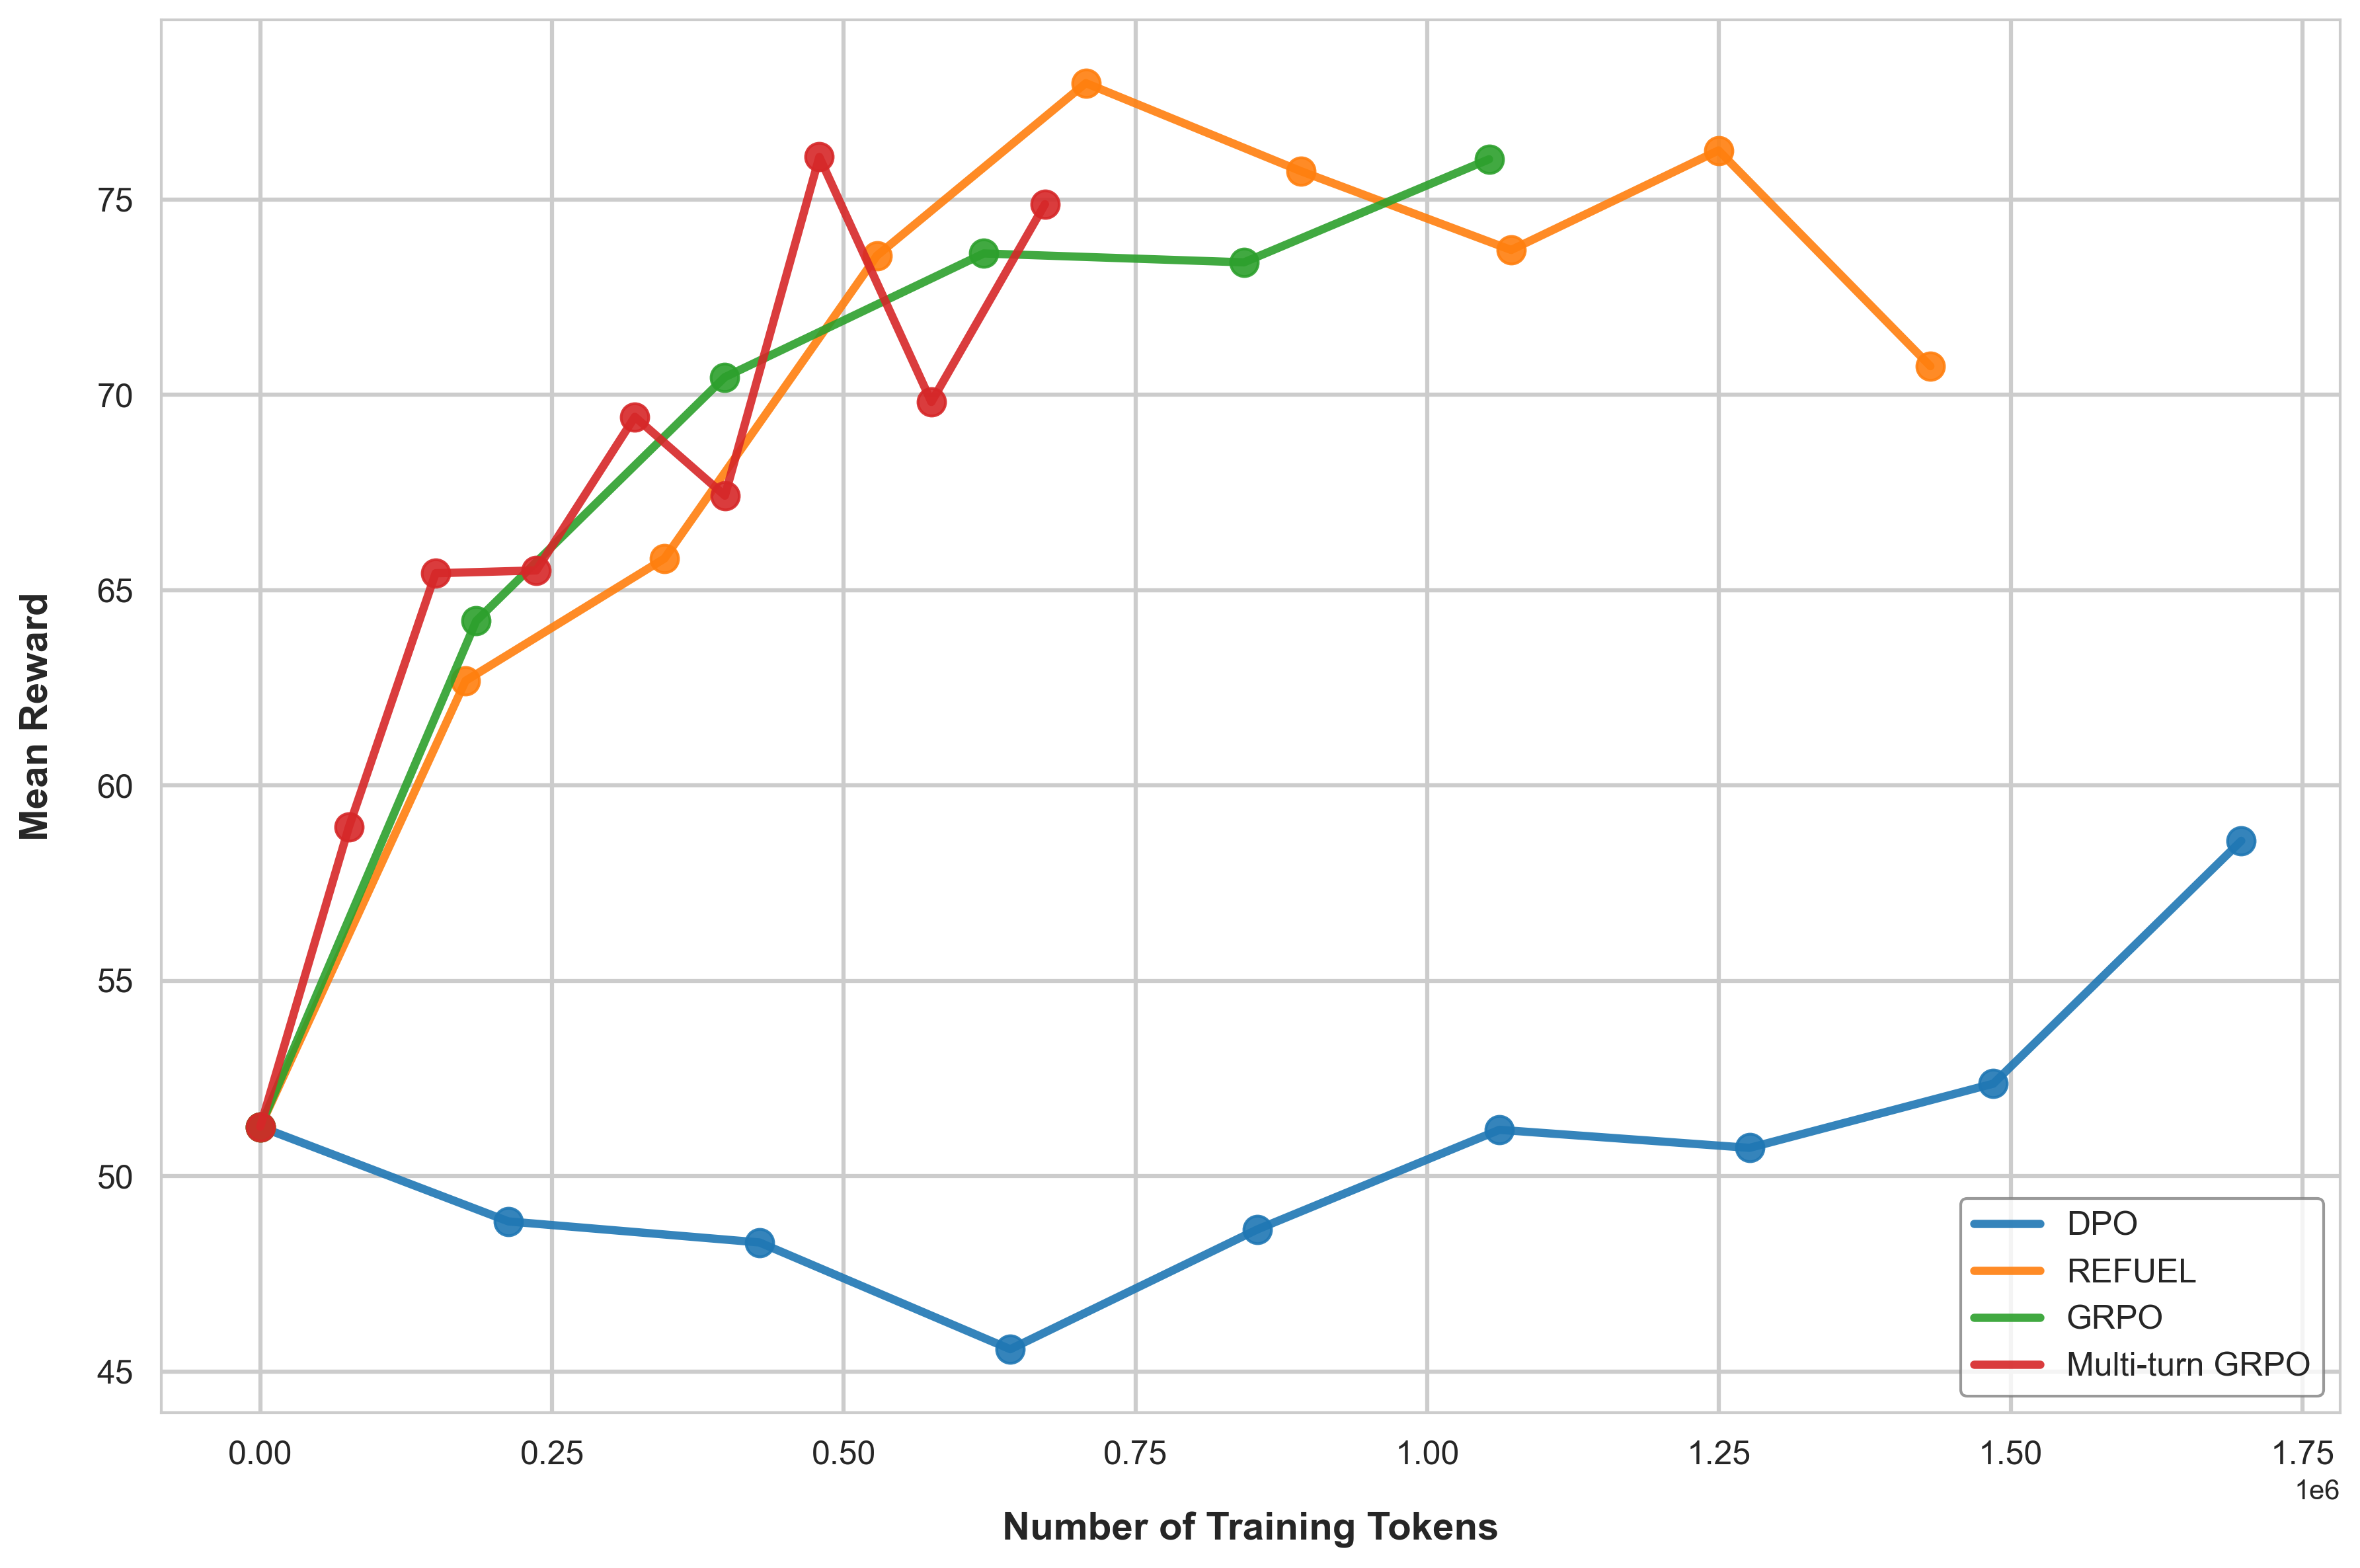 75
70
65
60
55
50
45
Mean Reward
0.00 0.25 0.50 0.75 1.00 1.25 1.50 1.75
1e6
Number of Training Tokens
DPO
REFUEL
GRPO
Multi-turn GRPO